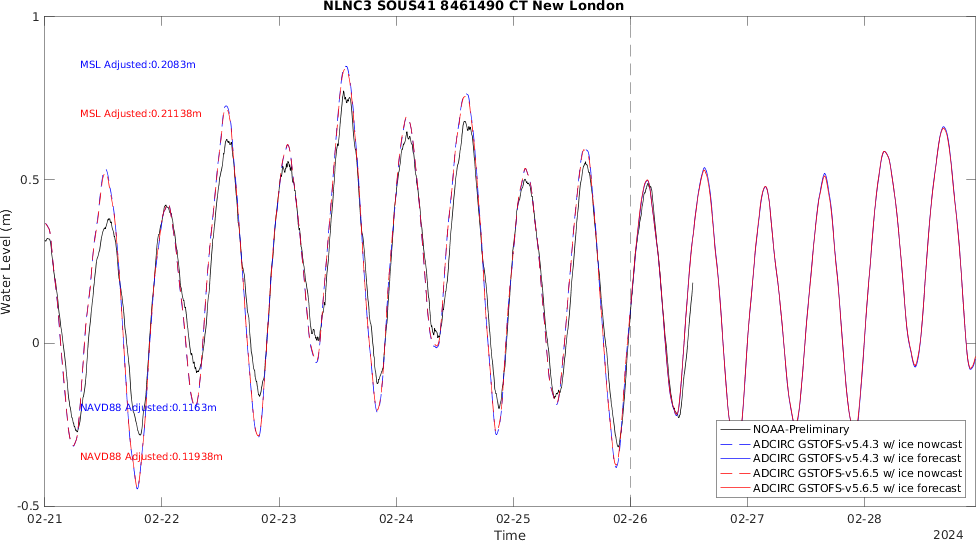 NLNC3 SOUS41 8461490 CT New London
1
MSL Adjusted:0.2083m
MSL Adjusted:0.21138m
0.5
Water Level (m)
0
NAVD88 Adjusted:0.1163m
NAVD88 Adjusted:0.11938m
NOAA-Preliminary
ADCIRC GSTOFS-v5.4.3 w/ ice nowcast
ADCIRC GSTOFS-v5.4.3 w/ ice forecast
ADCIRC GSTOFS-v5.6.5 w/ ice nowcast
ADCIRC GSTOFS-v5.6.5 w/ ice forecast
-0.5
02-21 02-22 02-23 02-24 02-25 02-26 02-27 02-28
Time
2024